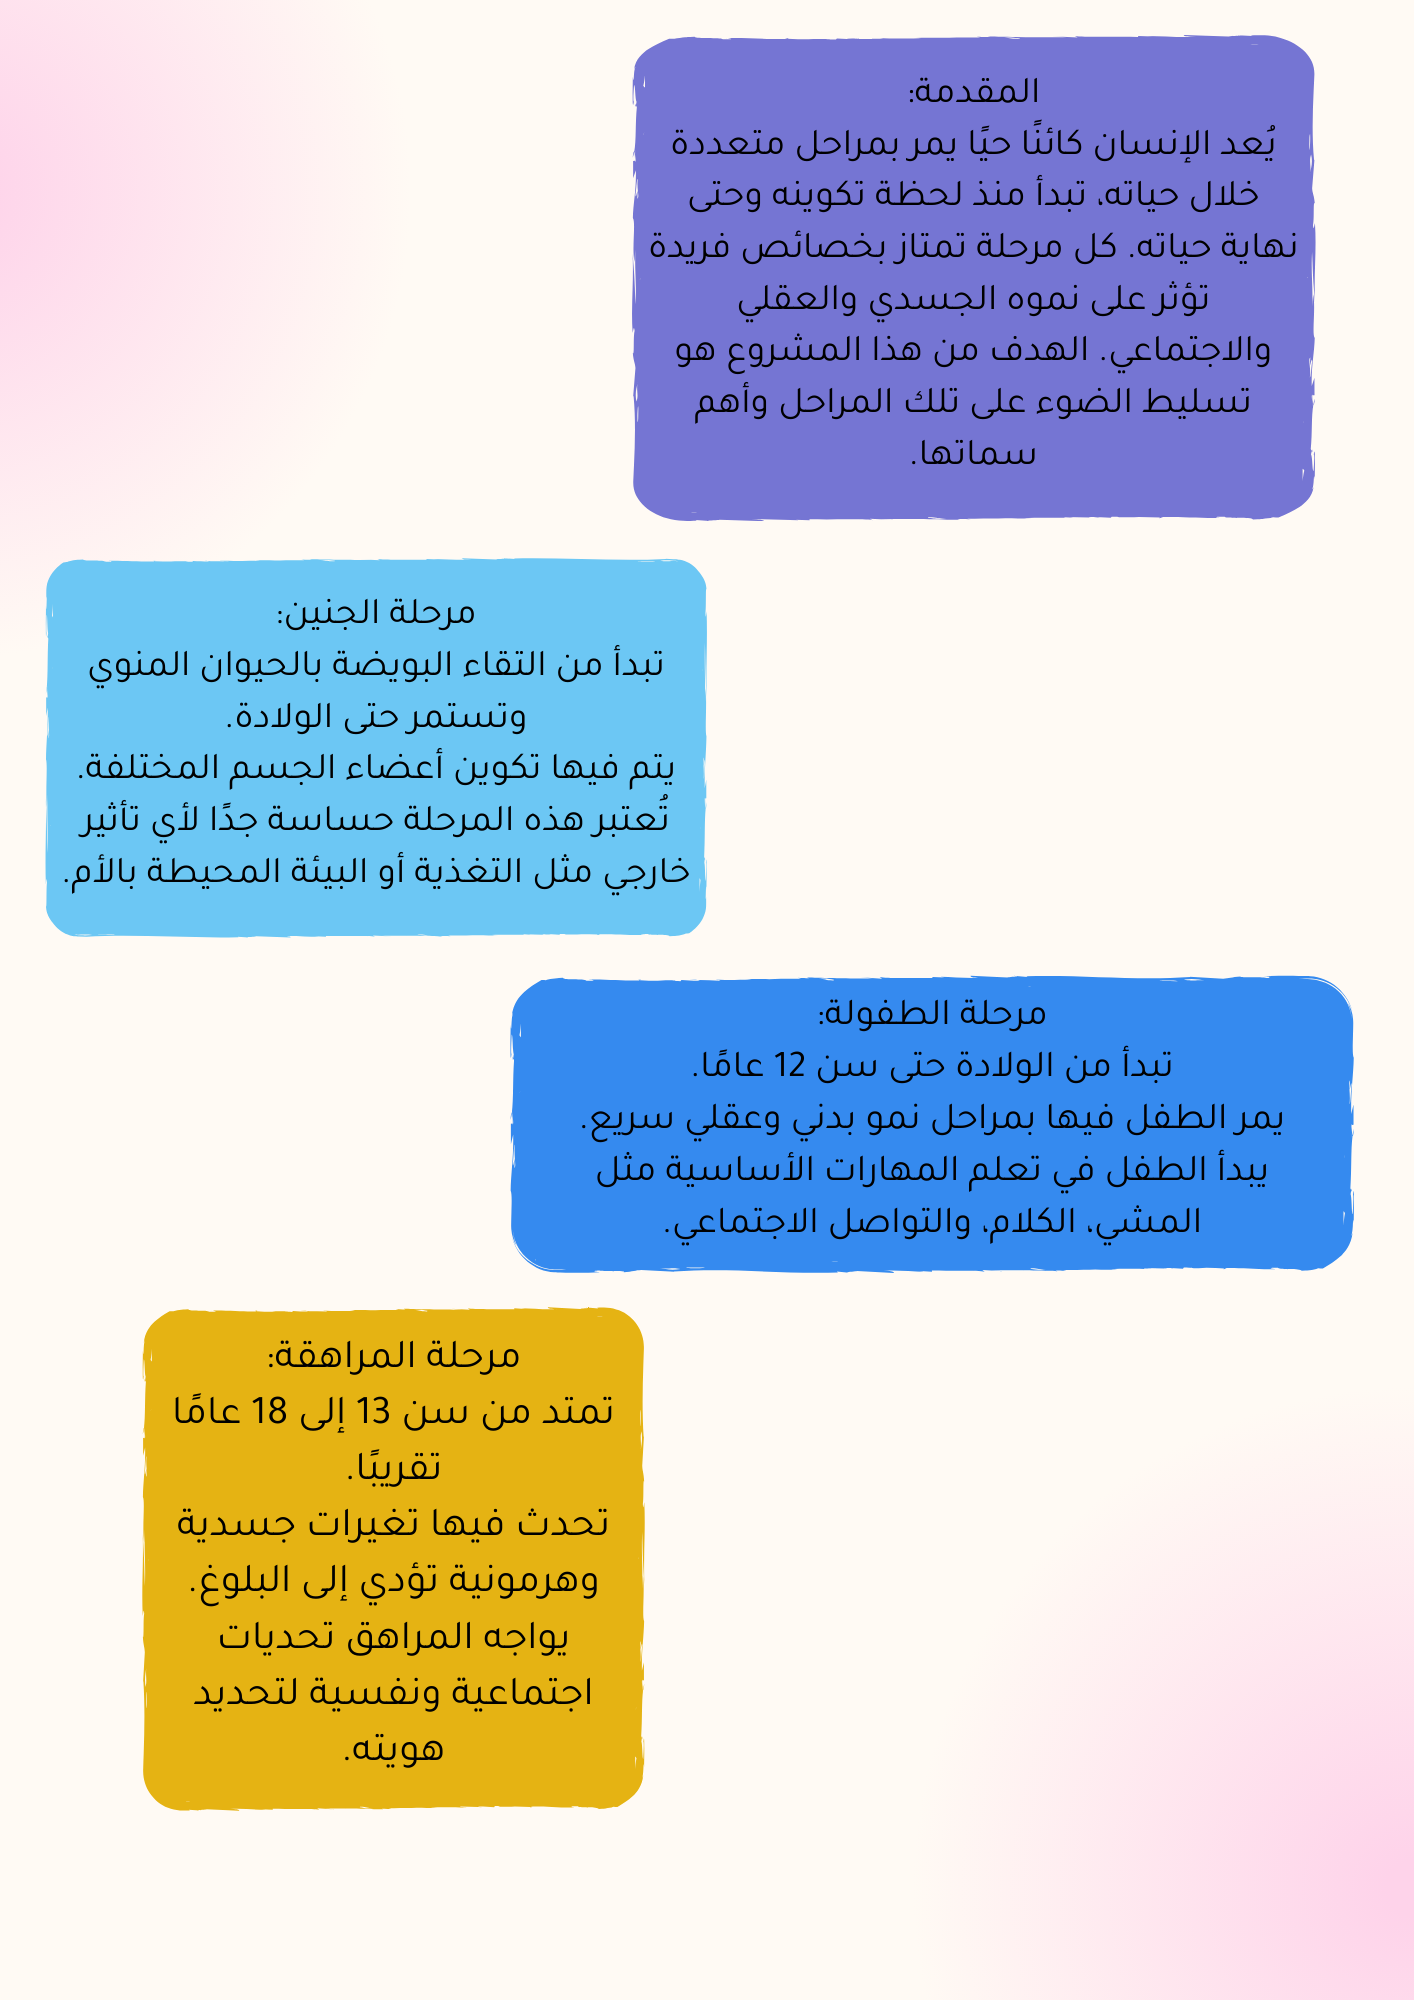 المقدمة:
يُعد الإنسان كائنًا حيًا يمر بمراحل متعددة
خلال حياته، تبدأ منذ لحظة تكوينه وحتى
نهاية حياته. كل مرحلة تمتاز بخصائص فريدة
تؤثر على نموه الجسدي والعقلي
والاجتماعي. الهدف من هذا المشروع هو
تسليط الضوء على تلك المراحل وأهم
سماتها.
مرحلة الجنين:
تبدأ من التقاء البويضة بالحيوان المنوي
وتستمر حتى الولادة.
يتم فيها تكوين أعضاء الجسم المختلفة.
تُعتبر هذه المرحلة حساسة جدًا لأي تأثير
خارجي مثل التغذية أو البيئة المحيطة بالأم.
مرحلة الطفولة:
تبدأ من الولادة حتى سن 12 عامًا.
يمر الطفل فيها بمراحل نمو بدني وعقلي سريع.
يبدأ الطفل في تعلم المهارات الأساسية مثل
المشي، الكلام، والتواصل الاجتماعي.
مرحلة المراهقة:
تمتد من سن 13 إلى 18 عامًا
تقريبًا.
تحدث فيها تغيرات جسدية
وهرمونية تؤدي إلى البلوغ.
يواجه المراهق تحديات
اجتماعية ونفسية لتحديد
هويته.